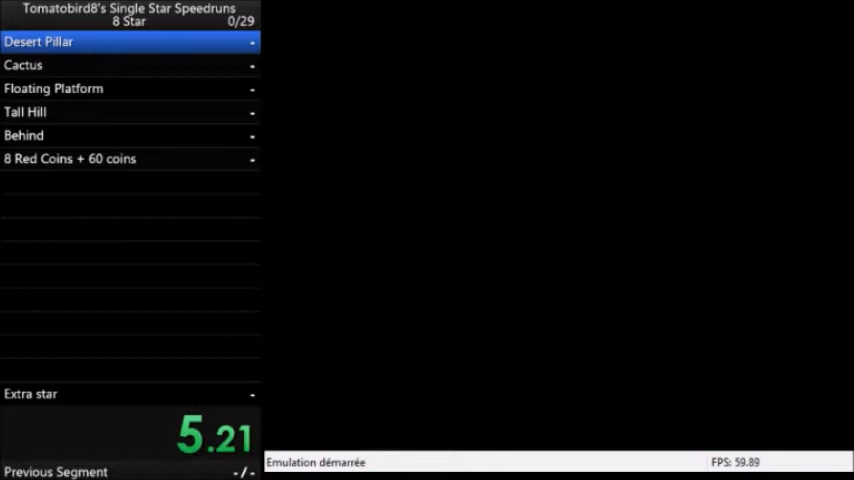 Tomatobird8's Single Star Speedruns
8 Star 0/29
Desert Pillar -
Cactus -
Floating Platform -
Tall Hill -
Behind -
8 Red Coins + 60 coins -
Extra star -
5.21
Previous Segment -/-
Emulation démarrée FPS: 59.89